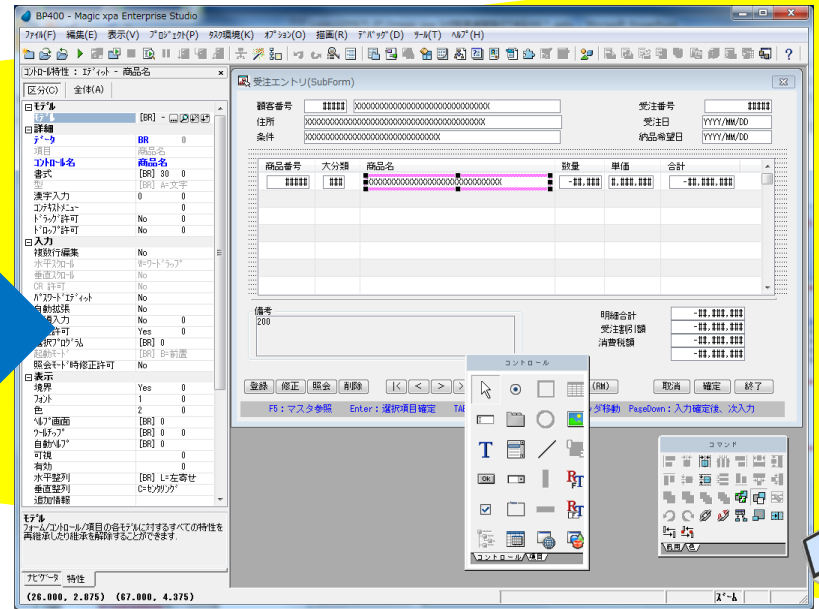 BP400 - Magic xpa Enterprise Studio
ﾌｧｲﾙ(F) 編集(E) 表示(V) ﾌﾟﾛｼﾞｪｸﾄ(P) ﾀｽｸ環境(K) ｵﾌﾟｼｮﾝ(O) 描画(R) ﾃﾞﾊﾞｯｸﾞ(D) ﾂｰﾙ(T) ﾍﾙﾌﾟ(H)
ｺﾝﾄﾛｰﾙ特性 : ｴﾃﾞｨｯﾄ - 商品名 x
区分(C) 全体(A)
ﾓﾃﾞﾙ
ﾓﾃﾞﾙ [BR] -
詳細
ﾃﾞｰﾀ BR 0
項目 商品名
ｺﾝﾄﾛｰﾙ名 商品名
書式 [BR] 30 0
型 [BR] A=文字
漢字入力 0 0
ｺﾝﾃｷｽﾄﾒﾆｭｰ 0
ﾄﾞﾗｯｸﾞ許可 No 0
ﾄﾞﾛｯﾌﾟ許可 No 0
入力
複数行編集 No
水平ｽｸﾛｰﾙ W=ﾜｰﾄﾞﾗｯﾌﾟ
垂直ｽｸﾛｰﾙ No
CR 許可 No
ﾊﾟｽﾜｰﾄﾞｴﾃﾞｨｯﾄ No
自動拡張 No
入力 No 0
許可 Yes 0
選択ﾌﾟﾛｸﾞﾗﾑ [BR] 0
起動ﾓｰﾄﾞ [BR] B=前置
照会ﾓｰﾄﾞ時修正許可 No
表示
境界 Yes 0
ﾌｫﾝﾄ 1 0
色 2 0
ﾍﾙﾌﾟ画面 [BR] 0
ﾂｰﾙﾁｯﾌﾟ [BR] 0 0
自動ﾍﾙﾌﾟ [BR] 0
可視 0
有効 0
水平整列 [BR] L=左寄せ
垂直整列 C=ｾﾝﾀﾘﾝｸﾞ
追加情報
ﾓﾃﾞﾙ
ﾌｫｰﾑ/ｺﾝﾄﾛｰﾙ/項目の各ﾓﾃﾞﾙに対するすべての特性を
再継承したり継承を解除することができます.
ﾅﾋﾞｹﾞｰﾀ 特性
(26.000, 2.875) (67.000, 4.375)
受注エントリ(SubForm)
顧客番号 ##### XXXXXXXXXXXXXXXXXXXXXXXXXXXXXX 受注番号 #####
住所 XXXXXXXXXXXXXXXXXXXXXXXXXXXXXXXXXXXXXXXX 受注日 YYYY/MM/DD
条件 XXXXXXXXXXXXXXXXXXXXXXXXXXXXXX 納品希望日 YYYY/MM/DD
商品番号 大分類 商品名 数量 単価 合計
##### ### XXXXXXXXXXXXXXXXXXXXXXXXXXXXXX -##,### #,###,### -##,###,###
備考
200
明細合計 -##,###,###
受注割引額 -##,###,###
消費税額 -##,###,###
-##,###,###
登録 修正 照会 削除 |< < > (RM) 取消 確定 終了
F5：マスタ参照 Enter：選択項目確定 ダ移動 PageDown：入力確定後、次入力
コントロール
T
OK
コントロール 項目
コマンド
汎用 色
ｽﾞｰﾑ